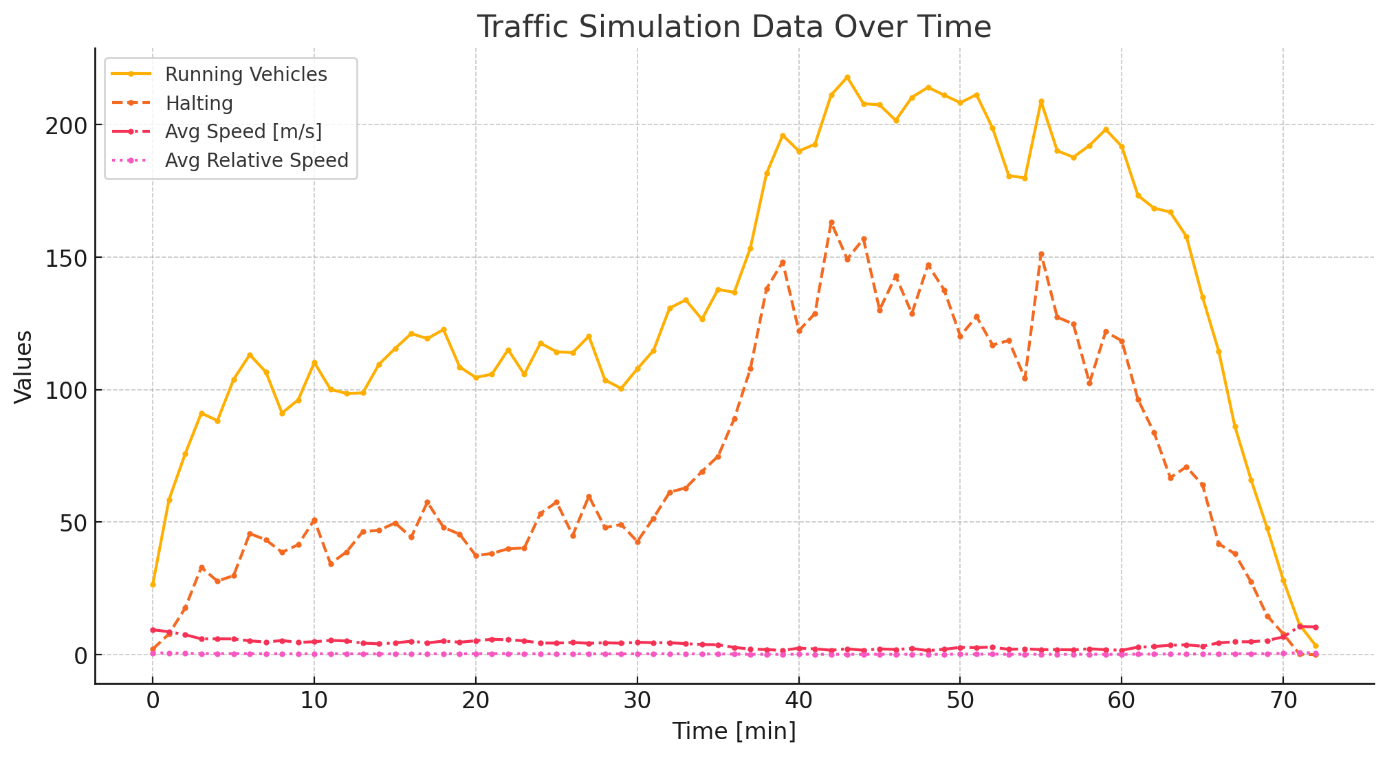 Traffic Simulation Data Over Time
Running Vehicles
Halting
Avg Speed [m/s]
Avg Relative Speed
Values
200
150
100
50
0
0 10 20 30 40 50 60 70
Time [min]